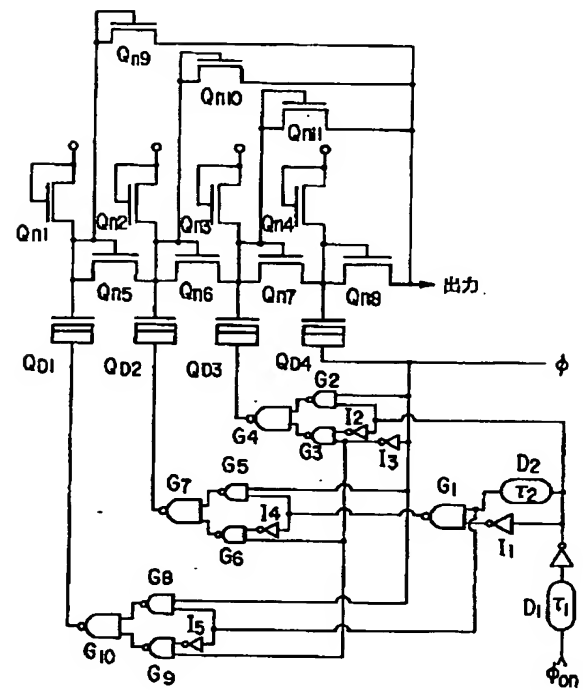 Qn9
Qn10
Qn11
Qn1
Qn2
Qn3
Qn4
Qn5
Qn6
Qn7
Qn8
出力
QD1
QD2
QD3
QD4
φ
G2
I2
G4
G3
I3
D2
τ2
G7
G5
I4
G1
I1
G6
G8
D1
τ1
I5
G10
G9
φon